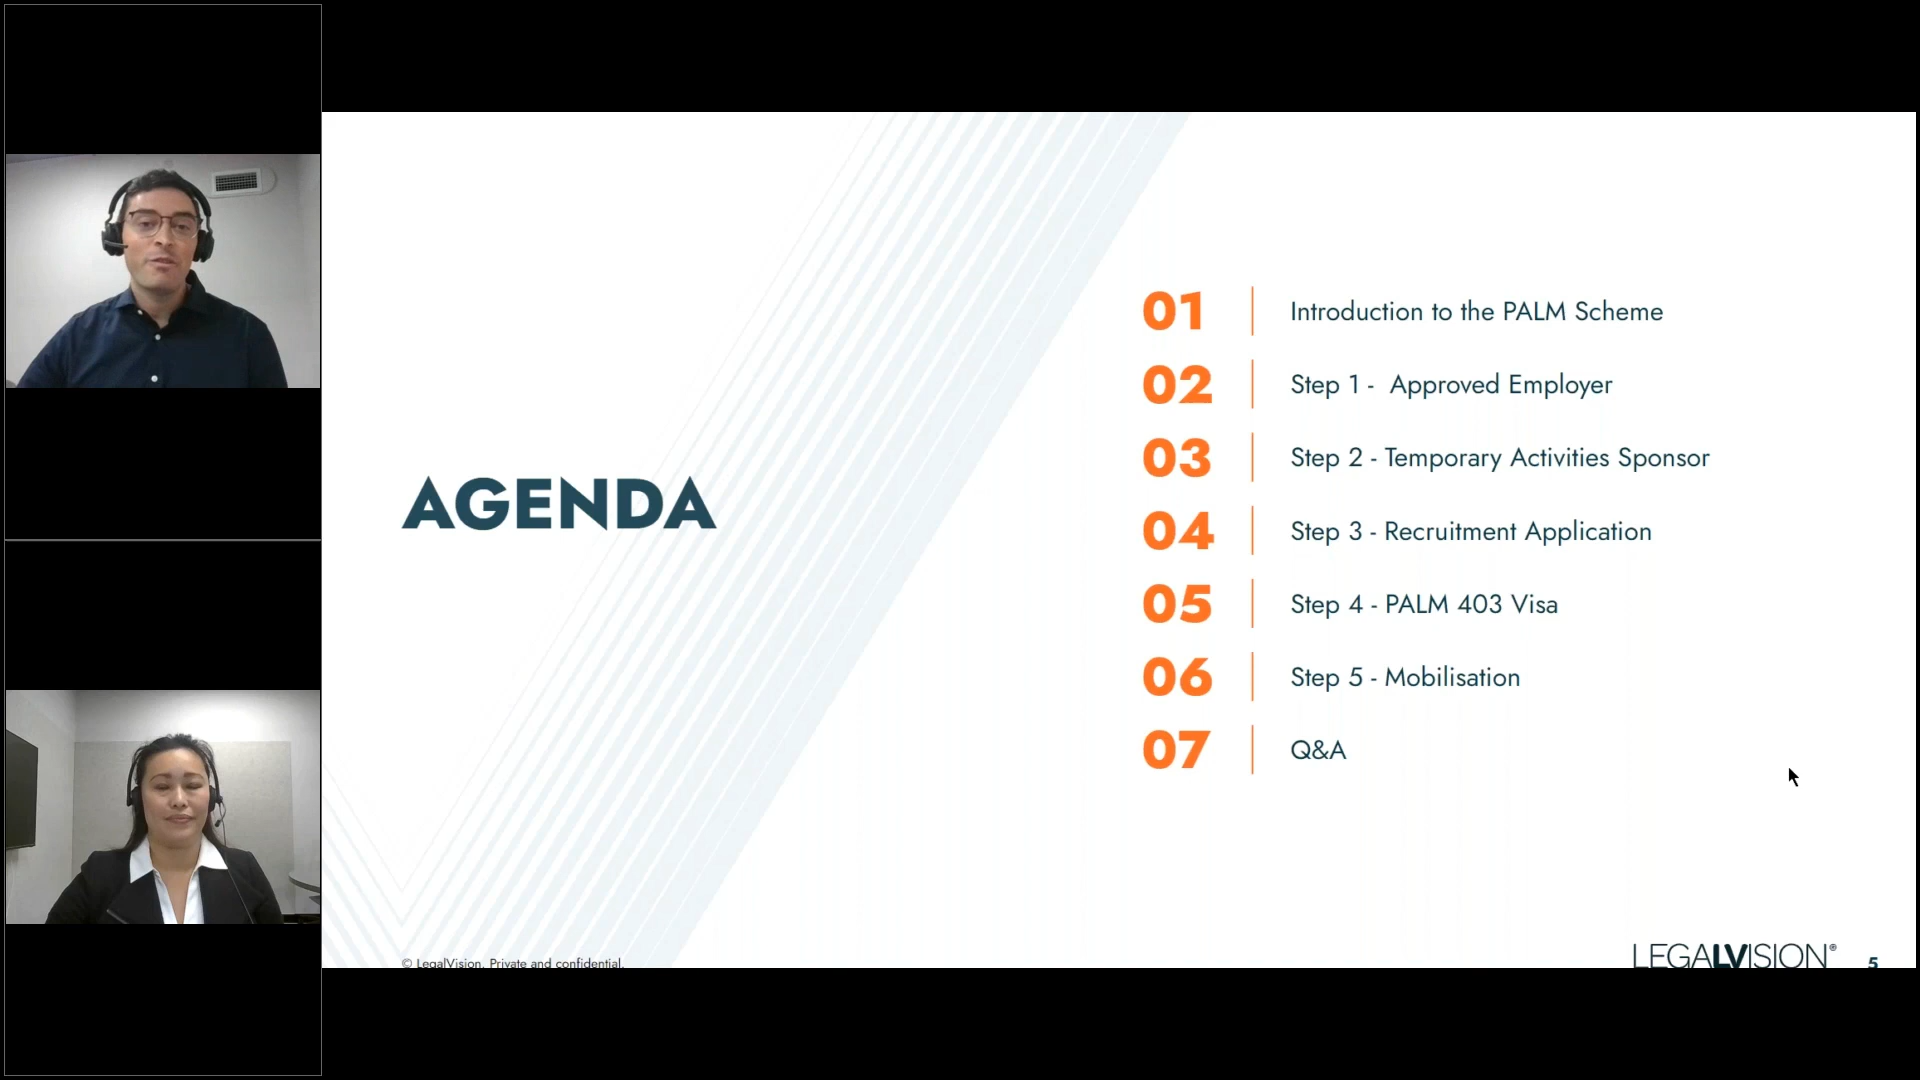 AGENDA
01 Introduction to the PALM Scheme
02 Step 1 - Approved Employer
03 Step 2 - Temporary Activities Sponsor
04 Step 3 - Recruitment Application
05 Step 4 - PALM 403 Visa
06 Step 5 - Mobilisation
07 Q&A
© LegalVision. Private and confidential.
LEGALVISION®
5